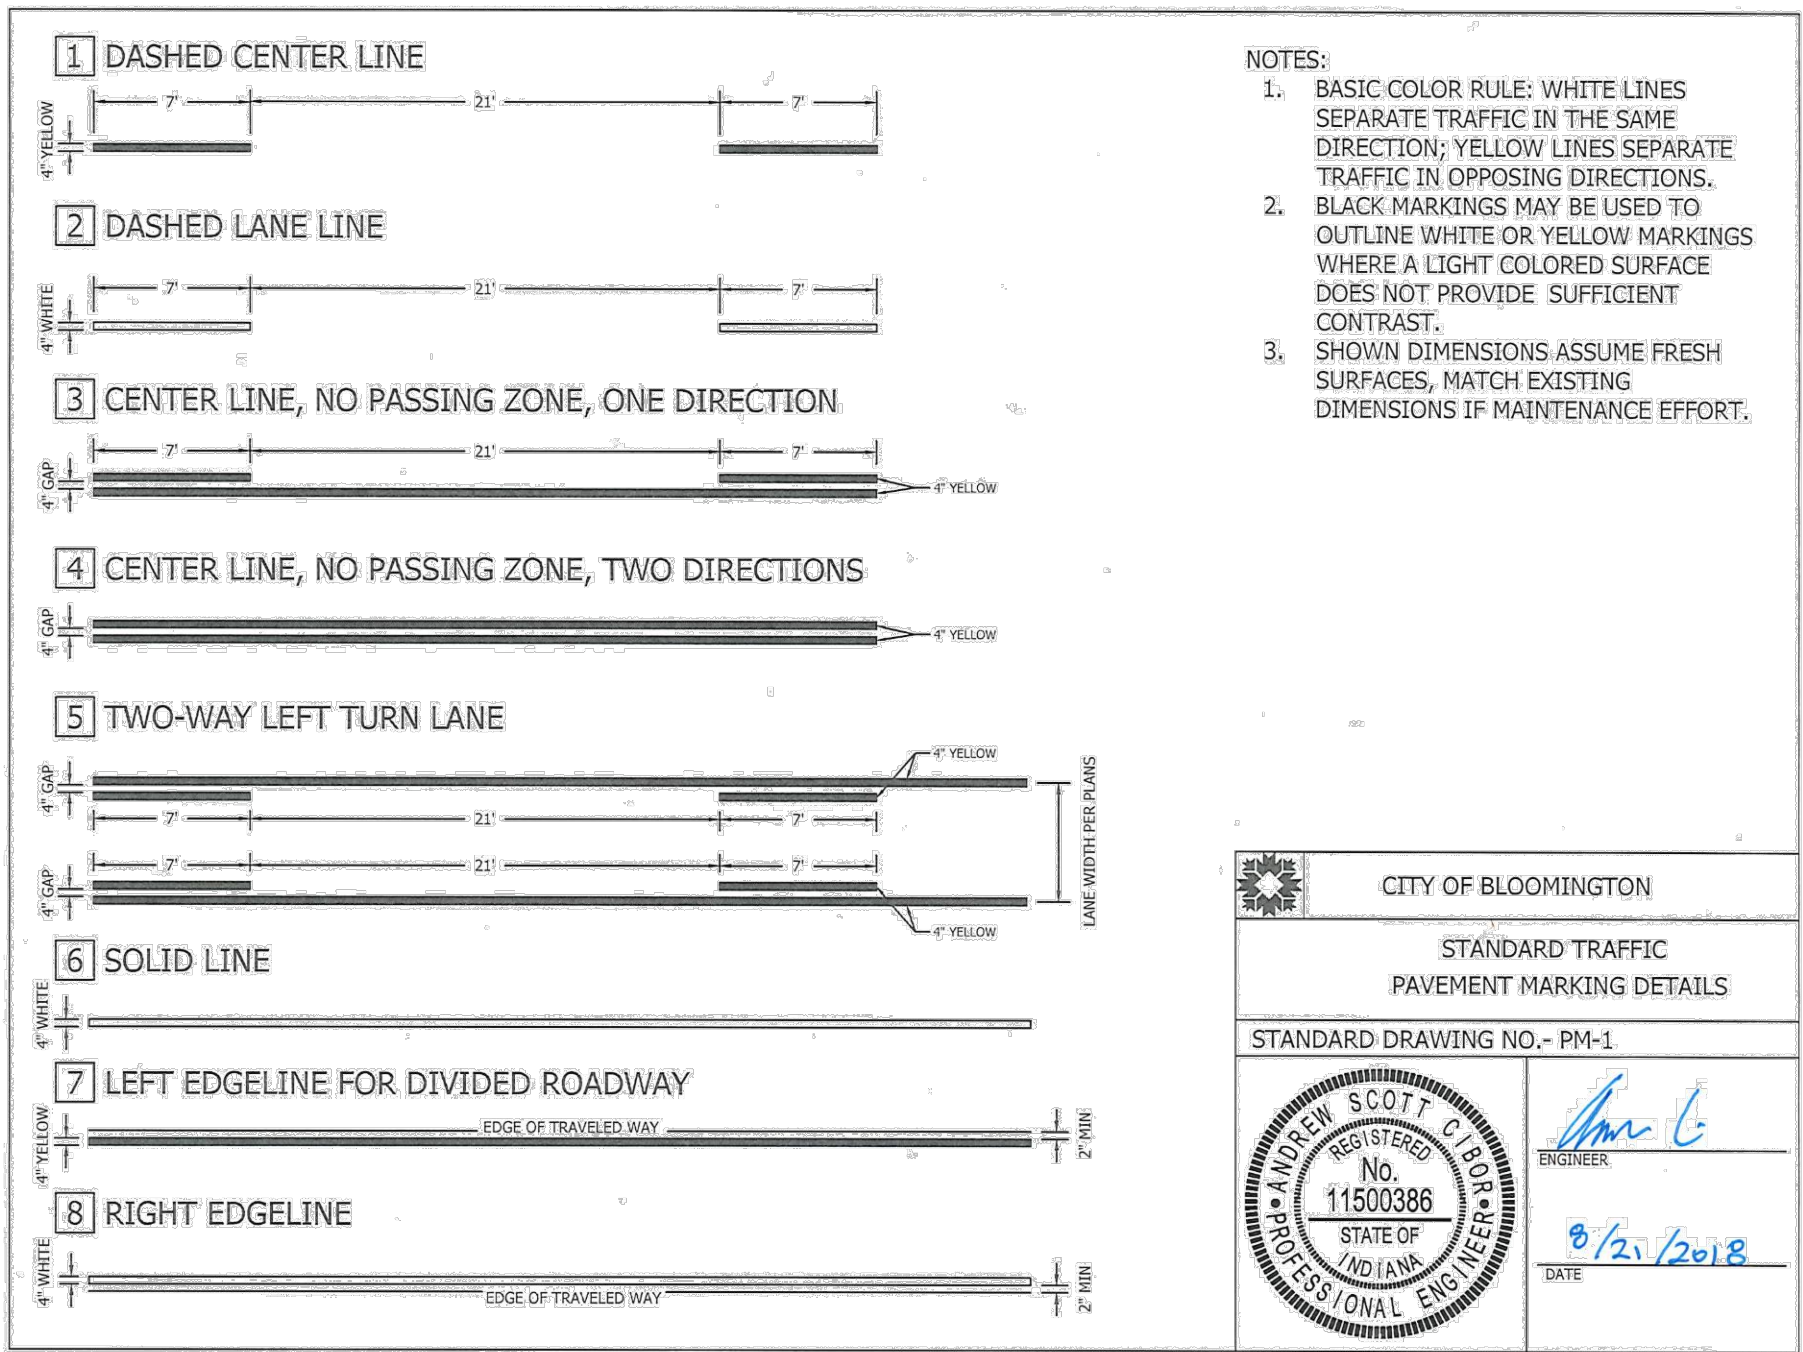 1 DASHED CENTER LINE
7' 21' 7'
4" YELLOW
2 DASHED LANE LINE
7' 21' 7'
4" WHITE
3 CENTER LINE, NO PASSING ZONE, ONE DIRECTION
7' 21' 7'
4" GAP
4" YELLOW
4 CENTER LINE, NO PASSING ZONE, TWO DIRECTIONS
4" GAP
4" YELLOW
5 TWO-WAY LEFT TURN LANE
4" YELLOW
4" GAP
7' 21' 7'
LANE WIDTH PER PLANS
7' 21' 7'
4" GAP
4" YELLOW
6 SOLID LINE
4" WHITE
7 LEFT EDGELINE FOR DIVIDED ROADWAY
EDGE OF TRAVELED WAY
4" YELLOW
2" MIN
8 RIGHT EDGELINE
4" WHITE
EDGE OF TRAVELED WAY
2" MIN
NOTES:
1. BASIC COLOR RULE: WHITE LINES
SEPARATE TRAFFIC IN THE SAME
DIRECTION; YELLOW LINES SEPARATE
TRAFFIC IN OPPOSING DIRECTIONS.
2. BLACK MARKINGS MAY BE USED TO
OUTLINE WHITE OR YELLOW MARKINGS
WHERE A LIGHT COLORED SURFACE
DOES NOT PROVIDE SUFFICIENT
CONTRAST.
3. SHOWN DIMENSIONS ASSUME FRESH
SURFACES, MATCH EXISTING
DIMENSIONS IF MAINTENANCE EFFORT.
CITY OF BLOOMINGTON
STANDARD TRAFFIC
PAVEMENT MARKING DETAILS
STANDARD DRAWING NO.- PM-1
ANDREW SCOTT CIBOR
REGISTERED
No.
11500386
STATE OF
INDIANA
PROFESSIONAL ENGINEER
ENGINEER
8/21/2018
DATE